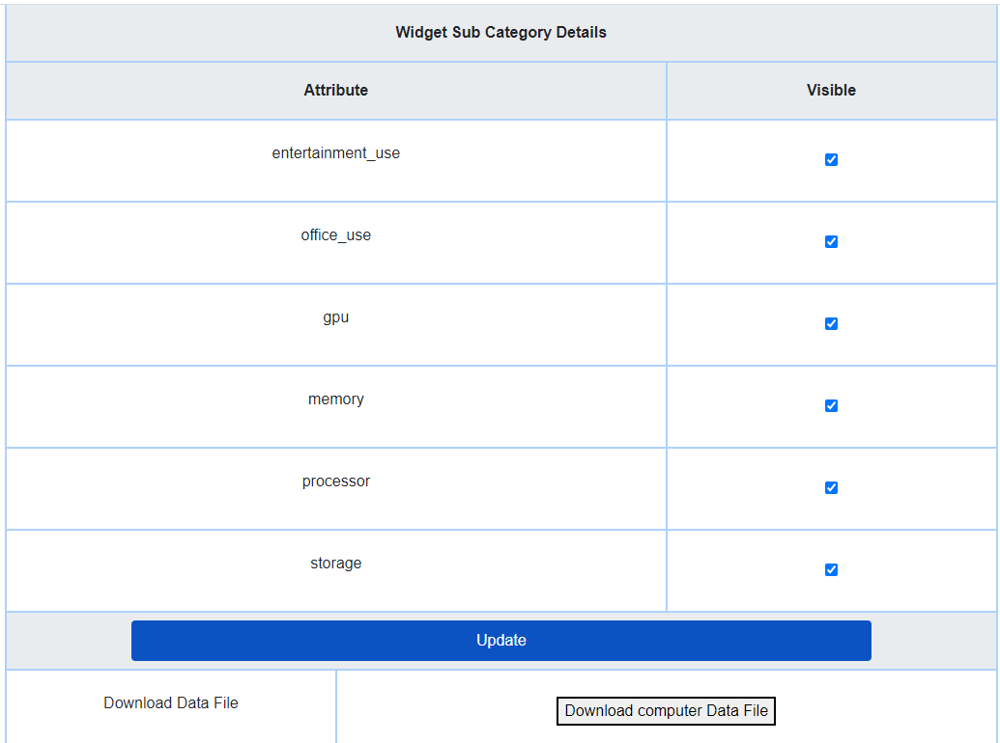 Widget Sub Category Details
Attribute Visible
entertainment_use
office_use
gpu
memory
processor
storage
Update
Download Data File Download computer Data File